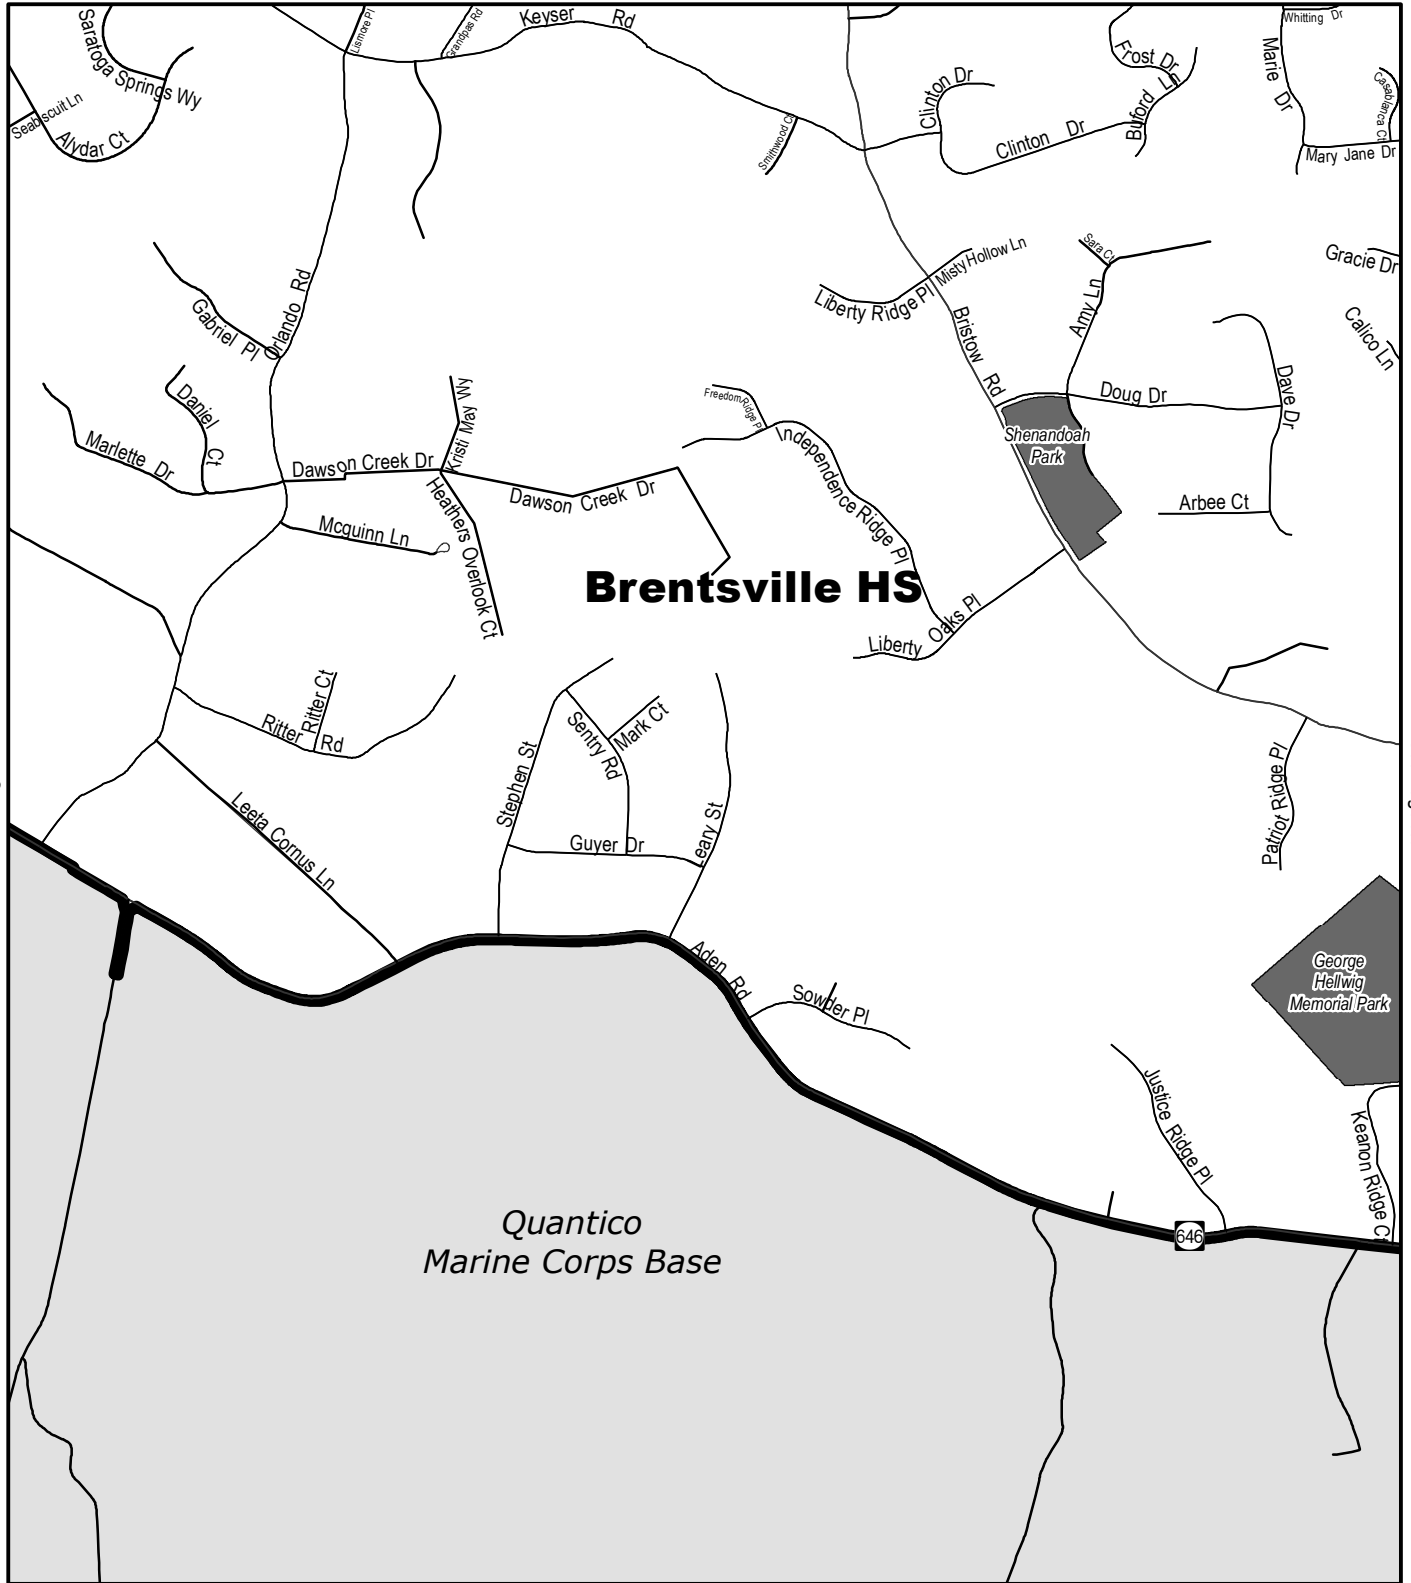 Saratoga Springs Wy
Lismore Pl
Grandpas Rd
Keyser Rd
Whitting Dr
Frost Dr
Marie Dr
Seabiscuit Ln
Alydar Ct
Clinton Dr
Buford Ln
Casablanca Ct
Smithwood Ct
Clinton Dr
Mary Jane Dr
Sara Ct
Misty Hollow Ln
Gracie Dr
Orlando Rd
Gabriel Pl
Liberty Ridge Pl
Amy Ln
Bristow Rd
Calico Ln
Daniel Ct
Kristi May Wy
Freedom Ridge Pl
Doug Dr
Dave Dr
Marlette Dr
Dawson Creek Dr
Independence Ridge Pl
Shenandoah
Park
Heathers Overlook Ct
Dawson Creek Dr
Arbee Ct
Mcquinn Ln
Brentsville HS
Liberty Oaks Pl
Ritter Ct
Ritter Rd
Sentry Rd
Mark Ct
Stephen St
Patriot Ridge Pl
Leeta Cornus Ln
Guyer Dr
Leary St
Aden Rd
George
Hellwig
Memorial Park
Sowder Pl
Justice Ridge Pl
Keanon Ridge Ct
Quantico
Marine Corps Base
646